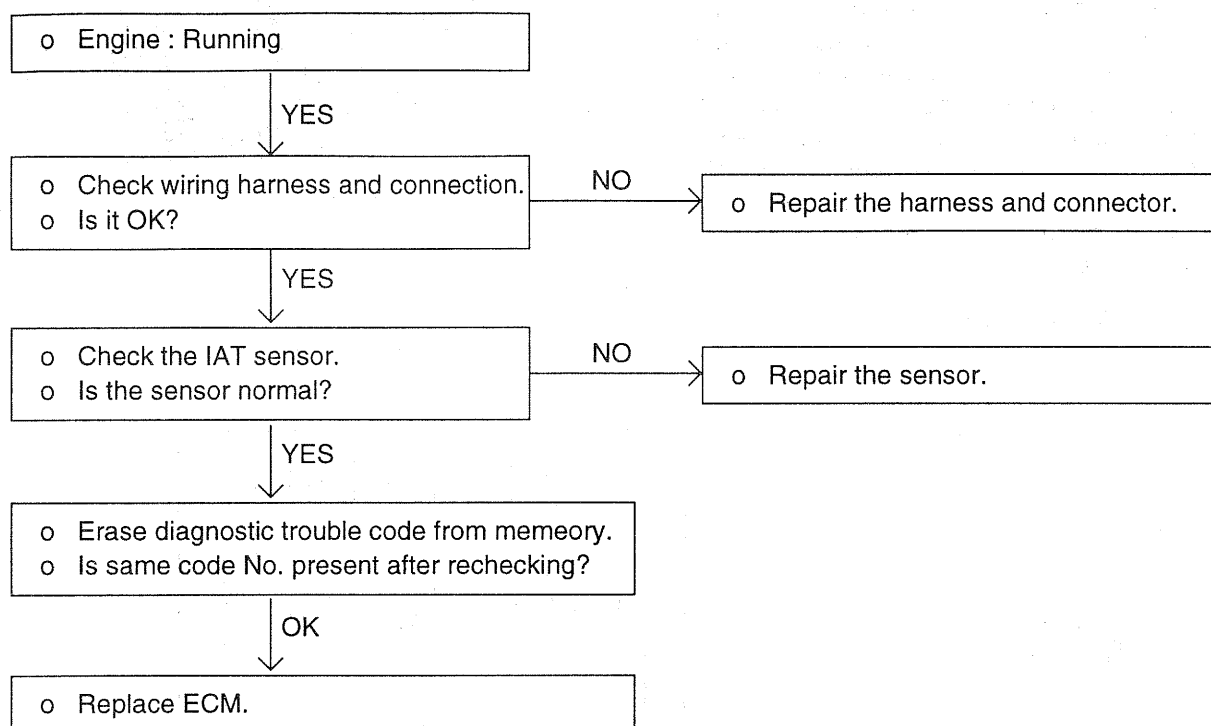 o Engine : Running
YES
o Check wiring harness and connection.
o Is it OK?
NO
o Repair the harness and connector.
YES
o Check the IAT sensor.
o Is the sensor normal?
NO
o Repair the sensor.
YES
o Erase diagnostic trouble code from memeory.
o Is same code No. present after rechecking?
OK
o Replace ECM.